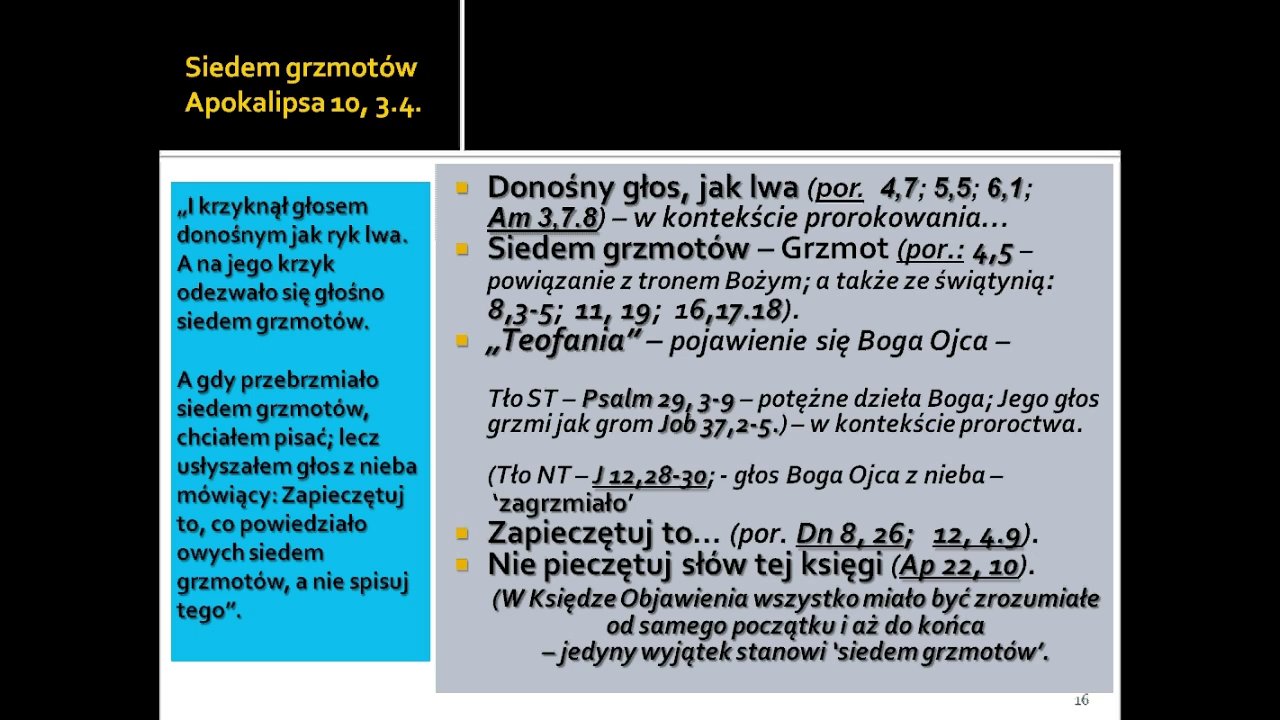 Siedem grzmotów
Apokalipsa 10, 3.4.
„I krzyknął głosem
donośnym jak ryk lwa.
A na jego krzyk
odezwało się głośno
siedem grzmotów.
A gdy przebrzmiało
siedem grzmotów,
chciałem pisać; lecz
usłyszałem głos z nieba
mówiący: Zapieczętuj
to, co powiedziało
owych siedem
grzmotów, a nie spisuj
tego“.
Donośny głos, jak lwa (por. 4,7; 5,5; 6,1;
Am 3,7.8) – w kontekście prorokowania…
Siedem grzmotów – Grzmot (por.: 4,5 –
powiązanie z tronem Bożym; a także ze świątynią:
8,3-5; 11, 19; 16,17.18).
„Teofania” – pojawienie się Boga Ojca –
Tło ST – Psalm 29, 3-9 – potężne dzieła Boga; Jego głos
grzmi jak grom Job 37,2-5.) – w kontekście proroctwa.
(Tło NT – J 12,28-30; - głos Boga Ojca z nieba –
‘zagrzmiało’
Zapieczętuj to… (por. Dn 8, 26; 12, 4.9).
Nie pieczętuj słów tej księgi (Ap 22, 10).
(W Księdze Objawienia wszystko miało być zrozumiałe
od samego początku i aż do końca
– jedyny wyjątek stanowi ‘siedem grzmotów’.
16